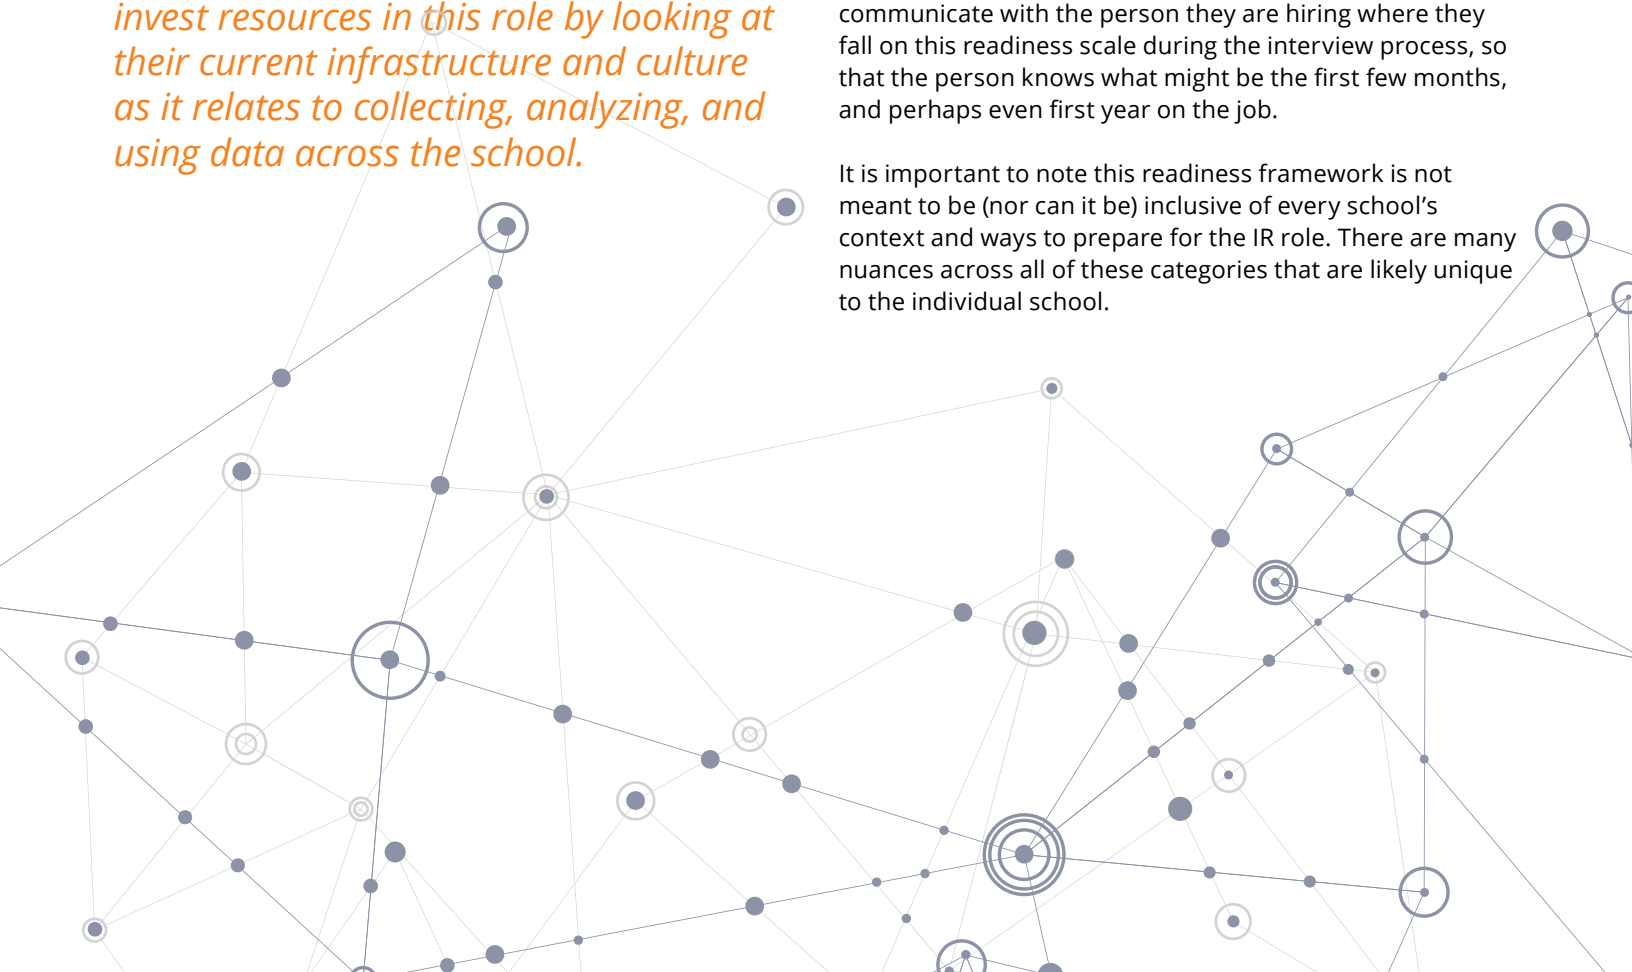 invest resources in this role by looking at
their current infrastructure and culture
as it relates to collecting, analyzing, and
using data across the school.
communicate with the person they are hiring where they
fall on this readiness scale during the interview process, so
that the person knows what might be the first few months,
and perhaps even first year on the job.
It is important to note this readiness framework is not
meant to be (nor can it be) inclusive of every school’s
context and ways to prepare for the IR role. There are many
nuances across all of these categories that are likely unique
to the individual school.